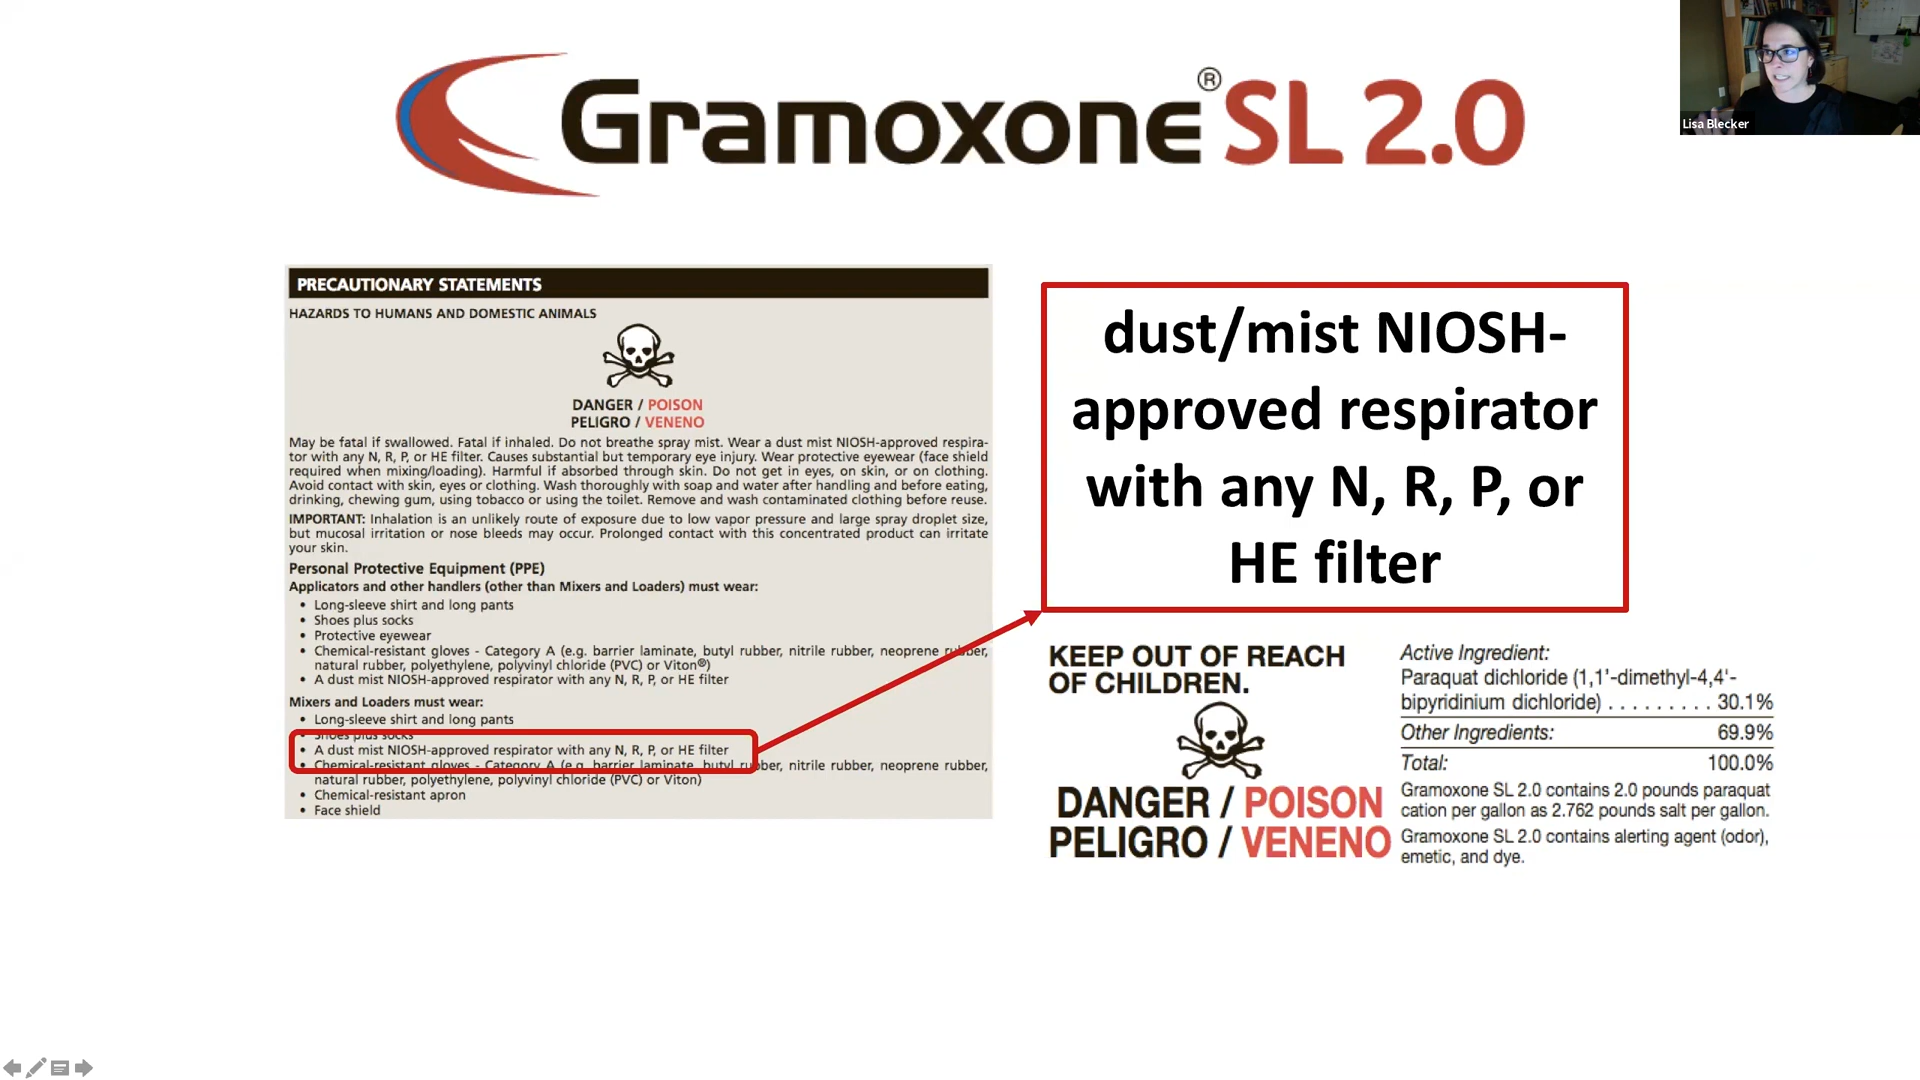 Gramoxone® SL 2.0
Lisa Blecker
PRECAUTIONARY STATEMENTS
HAZARDS TO HUMANS AND DOMESTIC ANIMALS
DANGER / POISON
PELIGRO / VENENO
May be fatal if swallowed. Fatal if inhaled. Do not breathe spray mist. Wear a dust mist NIOSH-approved respira-
tor with any N, R, P, or HE filter. Causes substantial but temporary eye injury. Wear protective eyewear (face shield
required when mixing/loading). Harmful if absorbed through skin. Do not get in eyes, on skin, or on clothing.
Avoid contact with skin, eyes or clothing. Wash thoroughly with soap and water after handling and before eating,
drinking, chewing gum, using tobacco or using the toilet. Remove and wash contaminated clothing before reuse.
IMPORTANT: Inhalation is an unlikely route of exposure due to low vapor pressure and large spray droplet size,
but mucosal irritation or nose bleeds may occur. Prolonged contact with this concentrated product can irritate
your skin.
Personal Protective Equipment (PPE)
Applicators and other handlers (other than Mixers and Loaders) must wear:
• Long-sleeve shirt and long pants
• Shoes plus socks
• Protective eyewear
• Chemical-resistant gloves - Category A (e.g. barrier laminate, butyl rubber, nitrile rubber, neoprene rubber,
natural rubber, polyethylene, polyvinyl chloride (PVC) or Viton®)
• A dust mist NIOSH-approved respirator with any N, R, P, or HE filter
Mixers and Loaders must wear:
• Long-sleeve shirt and long pants
• Shoes plus socks
• A dust mist NIOSH-approved respirator with any N, R, P, or HE filter
• Chemical-resistant gloves - Category A (e.g. barrier laminate, butyl rubber, nitrile rubber, neoprene rubber,
natural rubber, polyethylene, polyvinyl chloride (PVC) or Viton)
• Chemical-resistant apron
• Face shield
dust/mist NIOSH-
approved respirator
with any N, R, P, or
HE filter
KEEP OUT OF REACH
OF CHILDREN.
DANGER / POISON
PELIGRO / VENENO
Active Ingredient:
Paraquat dichloride (1,1'-dimethyl-4,4'-
bipyridinium dichloride) . . . . . . . . . 30.1%
Other Ingredients: 69.9%
Total: 100.0%
Gramoxone SL 2.0 contains 2.0 pounds paraquat
cation per gallon as 2.762 pounds salt per gallon.
Gramoxone SL 2.0 contains alerting agent (odor),
emetic, and dye.